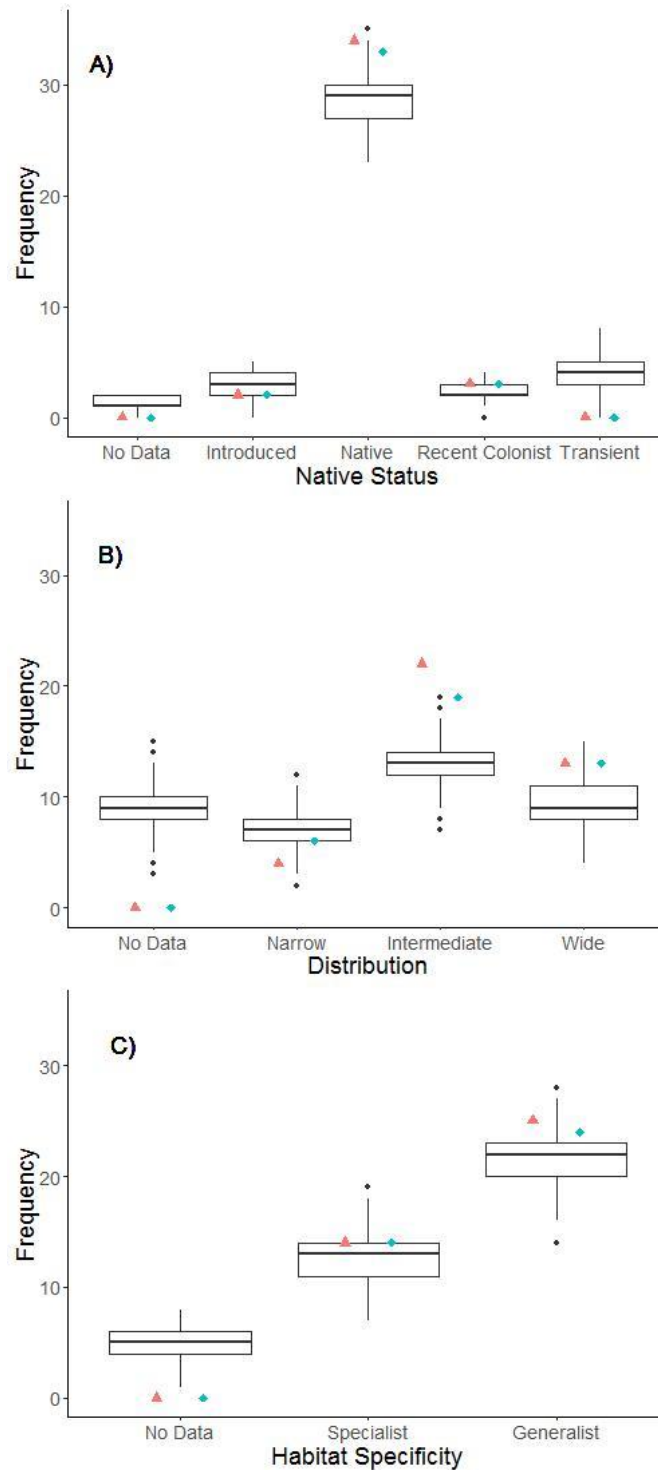 A)
30
20
10
0
Frequency
No Data Introduced Native Recent Colonist Transient
Native Status
B)
30
20
10
0
Frequency
No Data Narrow Intermediate Wide
Distribution
C)
30
20
10
0
Frequency
No Data Specialist Generalist
Habitat Specificity